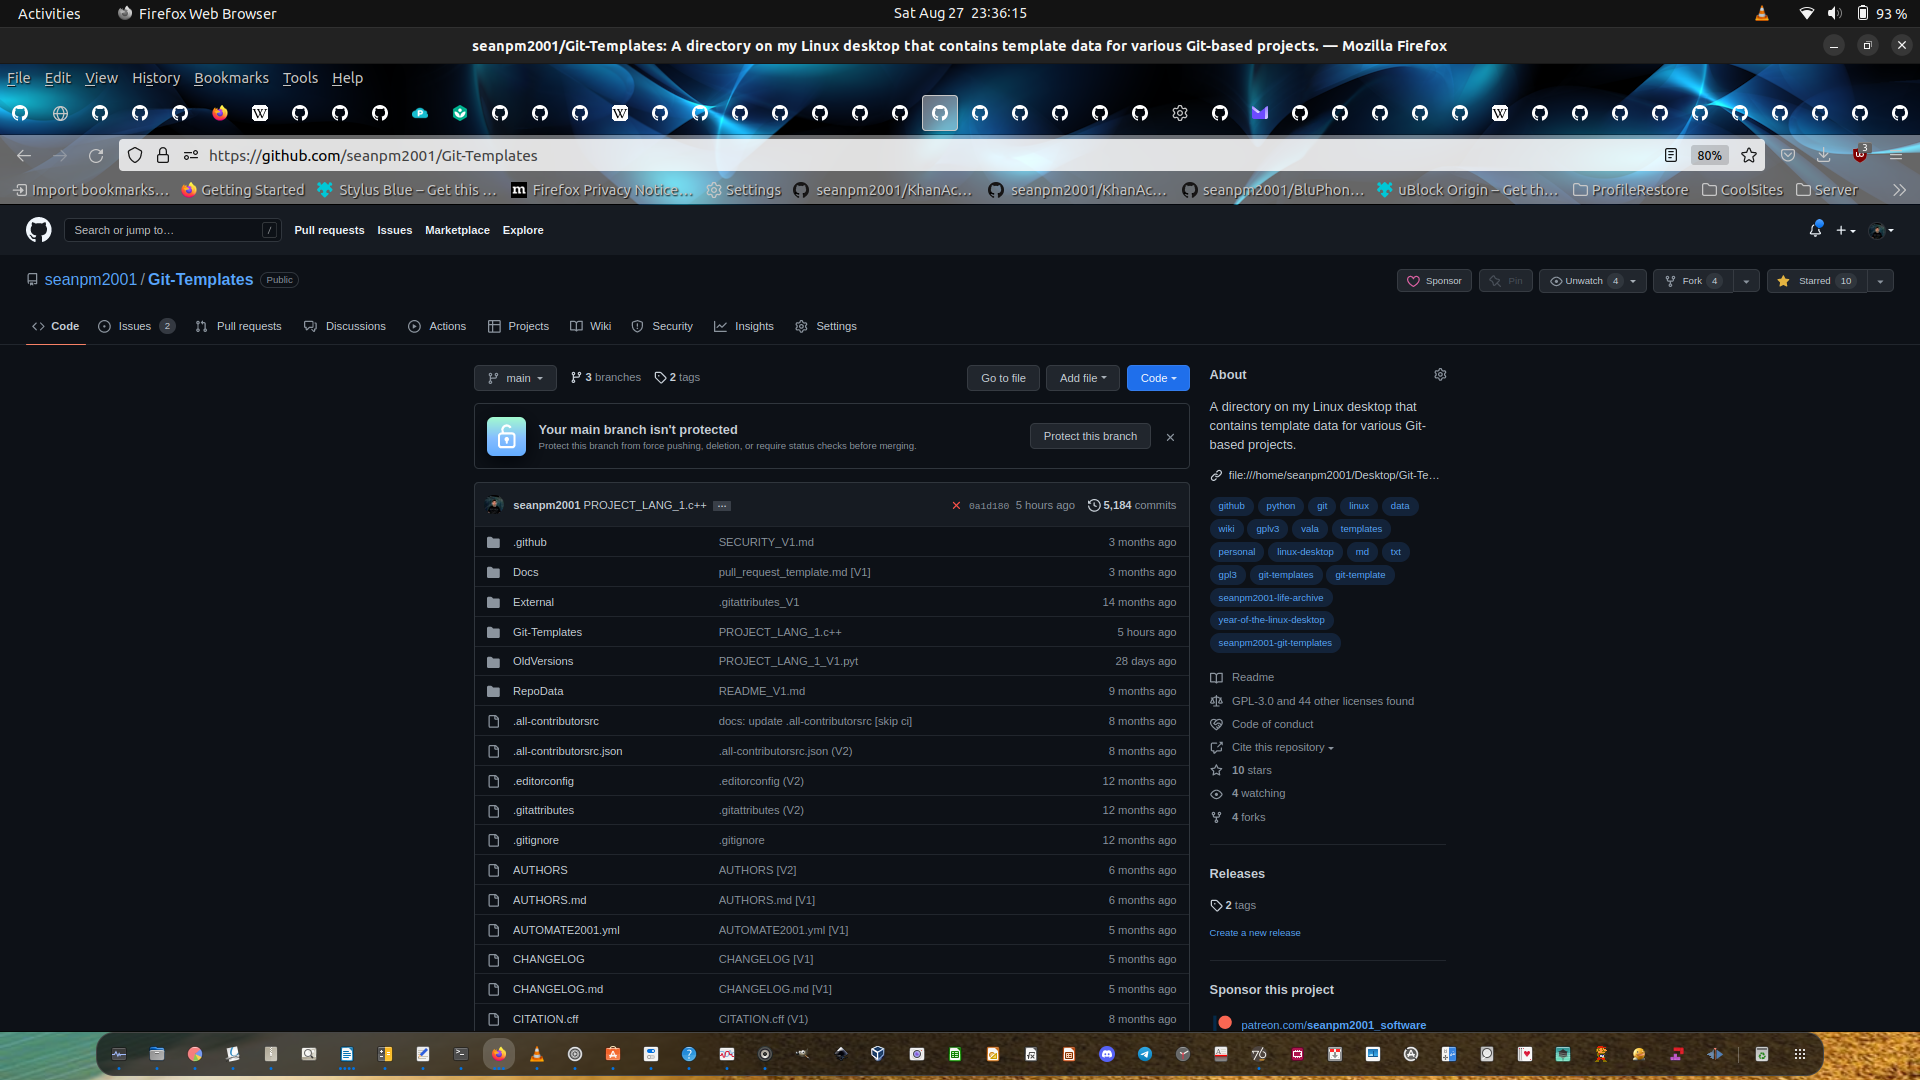 Activities
Firefox Web Browser
Sat Aug 27 23:36:15
93 %
seanpm2001/Git-Templates: A directory on my Linux desktop that contains template data for various Git-based projects. — Mozilla Firefox
File Edit View History Bookmarks Tools Help
https://github.com/seanpm2001/Git-Templates
80%
3
Import bookmarks… Getting Started Stylus Blue – Get this … Firefox Privacy Notice… Settings seanpm2001/KhanAc… seanpm2001/KhanAc… seanpm2001/BluPhon… uBlock Origin – Get th… ProfileRestore CoolSites Server
Search or jump to… /
Pull requests Issues Marketplace Explore
seanpm2001 / Git-Templates Public
Sponsor Pin Unwatch 4 Fork 4 Starred 10
Code Issues 2 Pull requests Discussions Actions Projects Wiki Security Insights Settings
main 3 branches 2 tags Go to file Add file Code
Your main branch isn't protected
Protect this branch from force pushing, deletion, or require status checks before merging.
Protect this branch
seanpm2001 PROJECT_LANG_1.c++ … 0a1d180 5 hours ago 5,184 commits
.github SECURITY_V1.md 3 months ago
Docs pull_request_template.md [V1] 3 months ago
External .gitattributes_V1 14 months ago
Git-Templates PROJECT_LANG_1.c++ 5 hours ago
OldVersions PROJECT_LANG_1_V1.pyt 28 days ago
RepoData README_V1.md 9 months ago
.all-contributorsrc docs: update .all-contributorsrc [skip ci] 8 months ago
.all-contributorsrc.json .all-contributorsrc.json (V2) 8 months ago
.editorconfig .editorconfig (V2) 12 months ago
.gitattributes .gitattributes (V2) 12 months ago
.gitignore .gitignore 12 months ago
AUTHORS AUTHORS [V2] 6 months ago
AUTHORS.md AUTHORS.md [V1] 6 months ago
AUTOMATE2001.yml AUTOMATE2001.yml [V1] 5 months ago
CHANGELOG CHANGELOG [V1] 5 months ago
CHANGELOG.md CHANGELOG.md [V1] 5 months ago
CITATION.cff CITATION.cff (V1) 8 months ago
About
A directory on my Linux desktop that
contains template data for various Git-
based projects.
file:///home/seanpm2001/Desktop/Git-Te…
github python git linux data
wiki gplv3 vala templates
personal linux-desktop md txt
gpl3 git-templates git-template
seanpm2001-life-archive
year-of-the-linux-desktop
seanpm2001-git-templates
Readme
GPL-3.0 and 44 other licenses found
Code of conduct
Cite this repository
10 stars
4 watching
4 forks
Releases
2 tags
Create a new release
Sponsor this project
patreon.com/seanpm2001_software